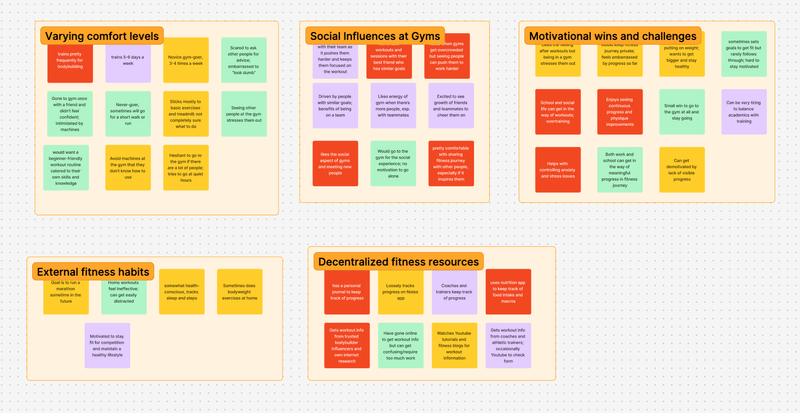 Varying comfort levels
trains pretty
frequently for
bodybuilding
trains 5-6 days a
week
Novice gym-goer,
3-4 times a week
Scared to ask
other people for
advice;
embarrassed to
"look dumb"
Gone to gym once
with a friend and
didn't feel
confident;
intimidated by
machines
Never-goer,
sometimes will go
for a short walk or
run
Sticks mostly to
basic exercises
and treadmill; not
completely sure
what to do
Seeing other
people at the gym
stresses them out
would want a
beginner-friendly
workout routine
catered to their
own skills and
knowledge
Avoid machines at
the gym that they
don't know how to
use
Hesitant to go to
the gym if there
are a lot of people;
tries to go at quiet
hours
Social Influences at Gyms
with their team as
it pushes them
harder and keeps
them focused on
the workout
workouts and
sessions with their
best friend who
has similar goals
when gyms
get overcrowded
but seeing people
can push them to
work harder
Driven by people
with similar goals;
benefits of being
on a team
Likes energy of
gym when there's
more people, esp.
with teammates
Excited to see
growth of friends
and teammates to
cheer them on
likes the social
aspect of gyms
and meeting new
people
Would go to the
gym for the social
experience; no
motivation to go
alone
pretty comfortable
with sharing
fitness journey
with other people,
especially if it
inspires them
Motivational wins and challenges
after workouts but
being in a gym
stresses them out
journey private,
feels embarrassed
by progress so far
putting on weight;
wants to get
bigger and stay
healthy
sometimes sets
goals to get fit but
rarely follows
through; hard to
stay motivated
School and social
life can get in the
way of workouts;
overtraining
Enjoys seeing
continuous
progress and
physique
improvements
Small win to go to
the gym at all and
stay going
Can be very tiring
to balance
academics with
training
Helps with
controlling anxiety
and stress levels
Both work and
school can get in
the way of
meaningful
progress in fitness
journey
Can get
demotivated by
lack of visible
progress
External fitness habits
Goal is to run a
marathon
sometime in the
future
Home workouts
feel ineffective;
can get easily
distracted
somewhat health-
conscious, tracks
sleep and steps
Sometimes does
bodyweight
exercises at home
Motivated to stay
fit for competition
and maintain a
healthy lifestyle
Decentralized fitness resources
has a personal
journal to keep
track of progress
Loosely tracks
progress on Notes
app
Coaches and
trainers keep track
of progress
uses nutrition app
to keep track of
food intake and
macros
Gets workout info
from trusted
bodybuilder
influencers and
own internet
research
Have gone online
to get workout info
but can get
confusing/require
too much work
Watches Youtube
tutorials and
fitness blogs for
workout
information
Gets workout info
from coaches and
athletic trainers;
occasionally
Youtube to check
form